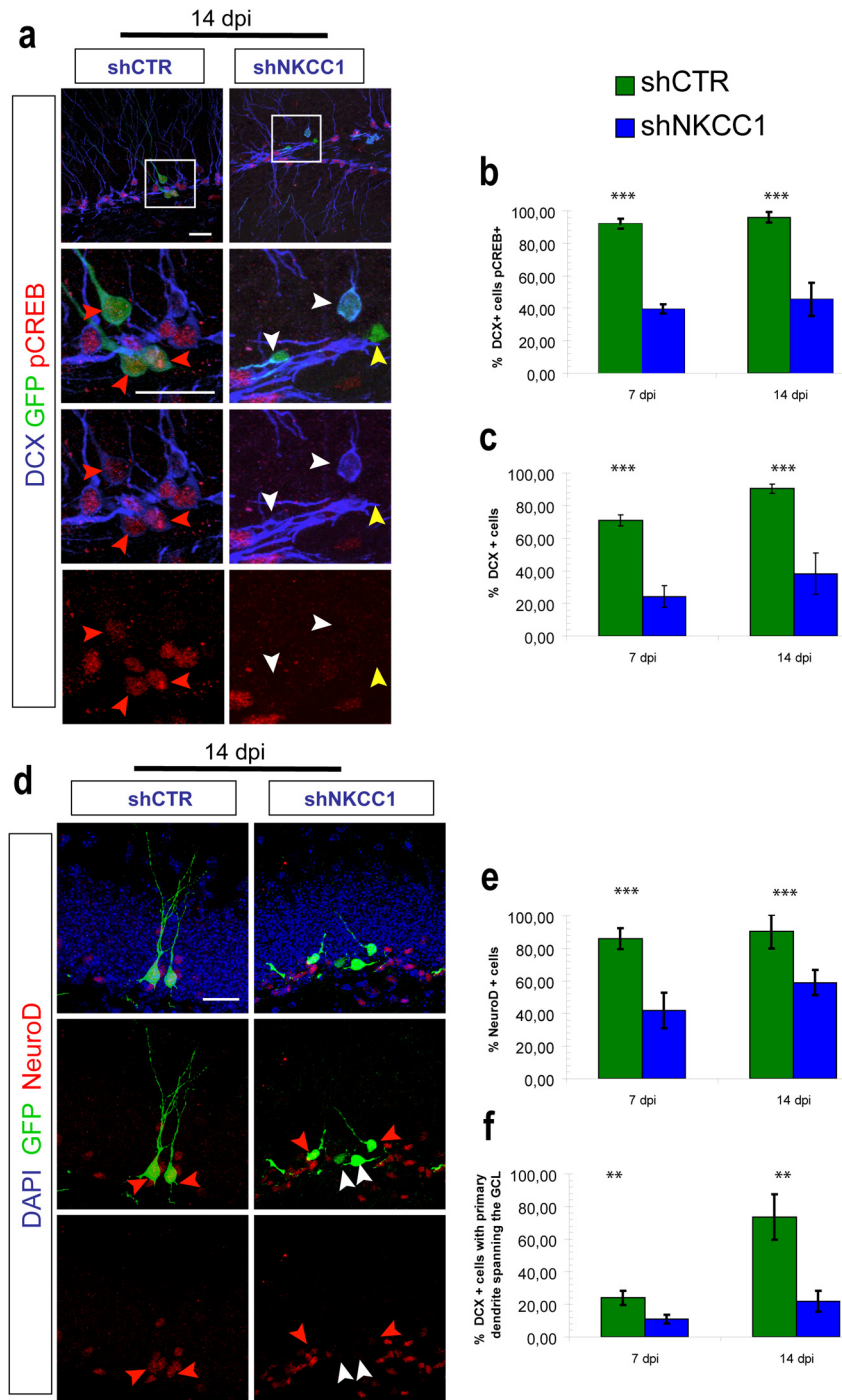 a
14 dpi
shCTR
shNKCC1
DCX GFP pCREB
shCTR
shNKCC1
b
% DCX+ cells pCREB+
***
***
100,00
80,00
60,00
40,00
20,00
0,00
7 dpi
14 dpi
c
% DCX + cells
***
***
100,00
80,00
60,00
40,00
20,00
0,00
7 dpi
14 dpi
d
14 dpi
shCTR
shNKCC1
DAPI GFP NeuroD
e
% NeuroD + cells
***
***
100,00
80,00
60,00
40,00
20,00
0,00
7 dpi
14 dpi
f
% DCX + cells with primary
dendrite spanning the GCL
**
**
100,00
80,00
60,00
40,00
20,00
0,00
7 dpi
14 dpi